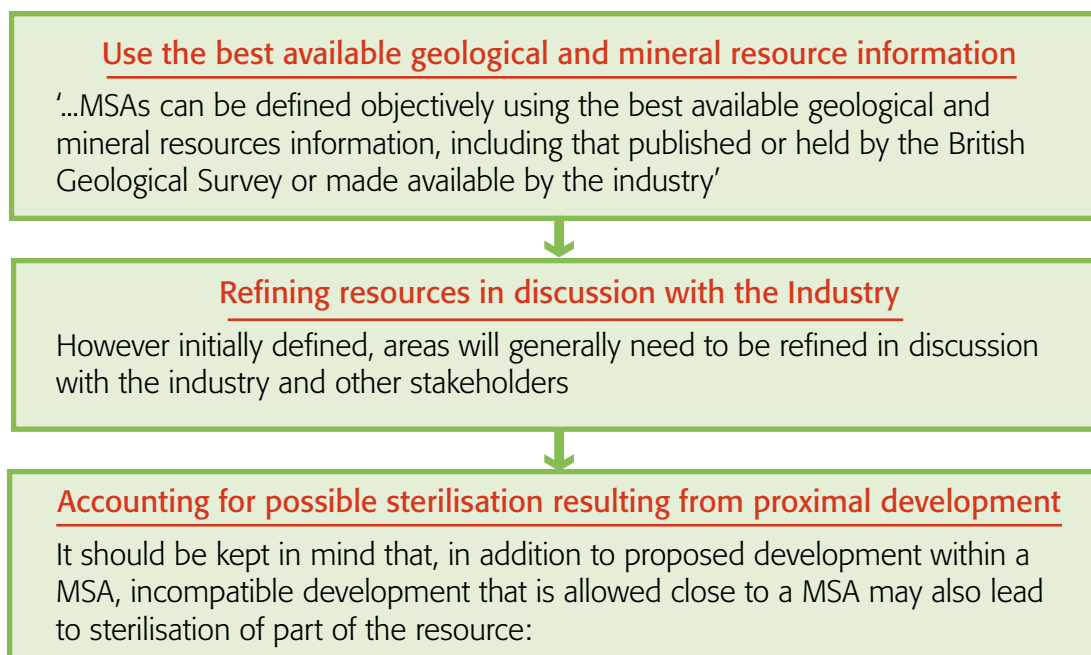 Use the best available geological and mineral resource information
‘...MSAs can be defined objectively using the best available geological and
mineral resources information, including that published or held by the British
Geological Survey or made available by the industry’
Refining resources in discussion with the Industry
However initially defined, areas will generally need to be refined in discussion
with the industry and other stakeholders
Accounting for possible sterilisation resulting from proximal development
It should be kept in mind that, in addition to proposed development within a
MSA, incompatible development that is allowed close to a MSA may also lead
to sterilisation of part of the resource: